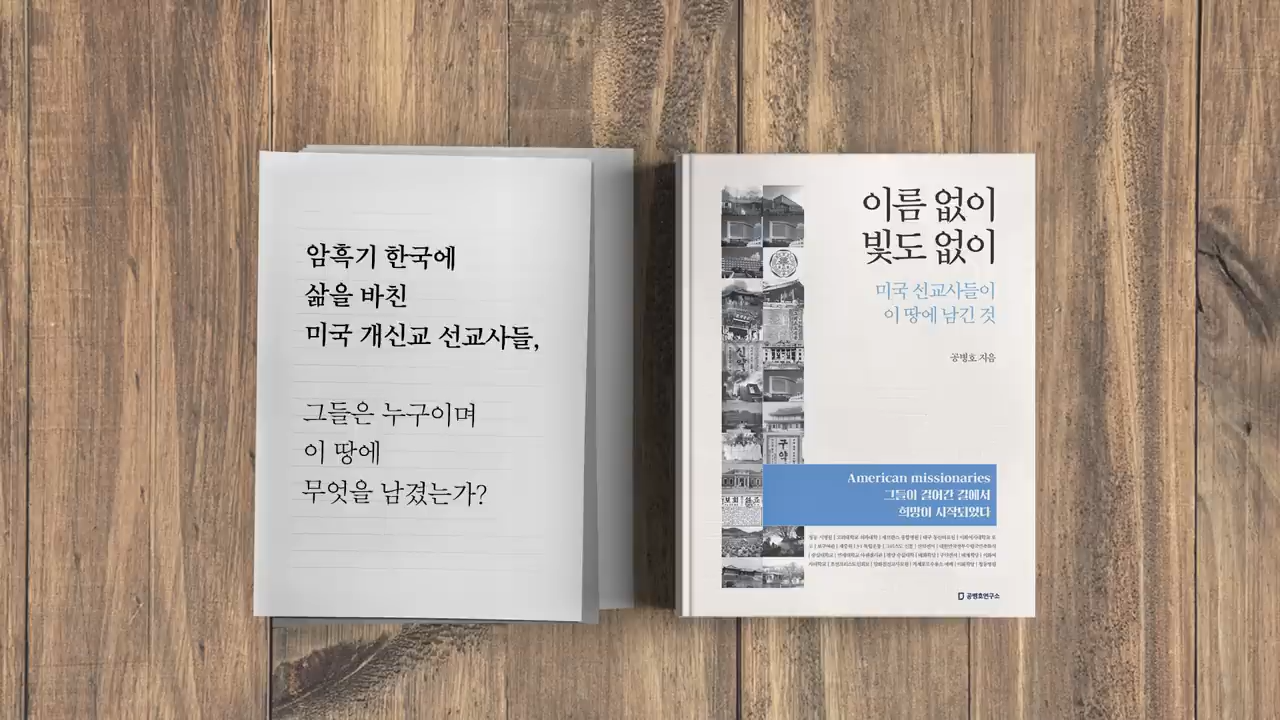 암흑기 한국에
삶을 바친
미국 개신교 선교사들,
그들은 누구이며
이 땅에
무엇을 남겼는가?
이름 없이
빛도 없이
미국 선교사들이
이 땅에 남긴 것
공병호 지음
구약
American missionaries
그들이 걸어간 길에서
희망이 시작되었다
공병호연구소